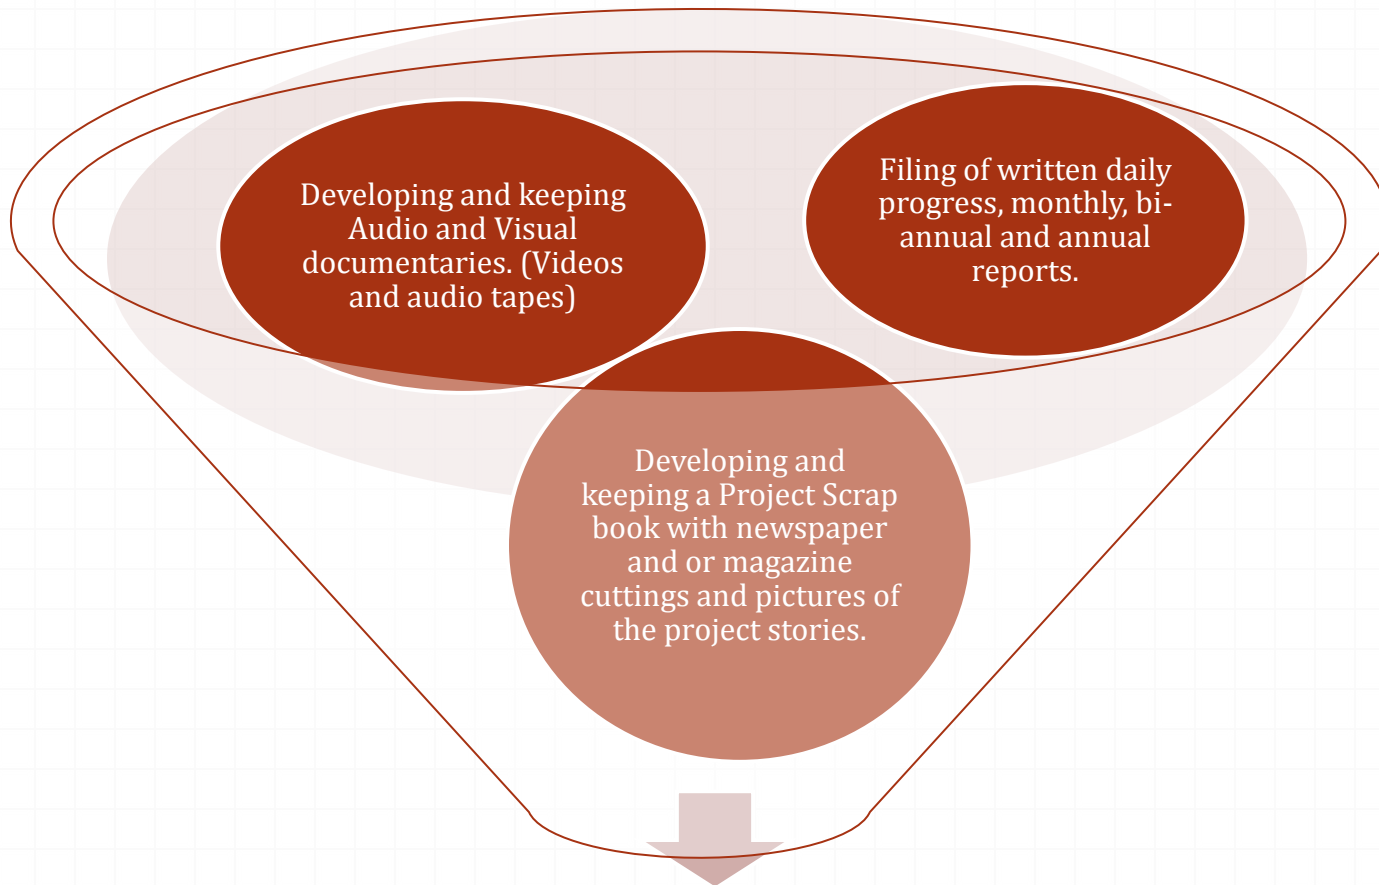 Developing and keeping
Audio and Visual
documentaries. (Videos
and audio tapes)
Filing of written daily
progress, monthly, bi-
annual and annual
reports.
Developing and
keeping a Project Scrap
book with newspaper
and or magazine
cuttings and pictures of
the project stories.